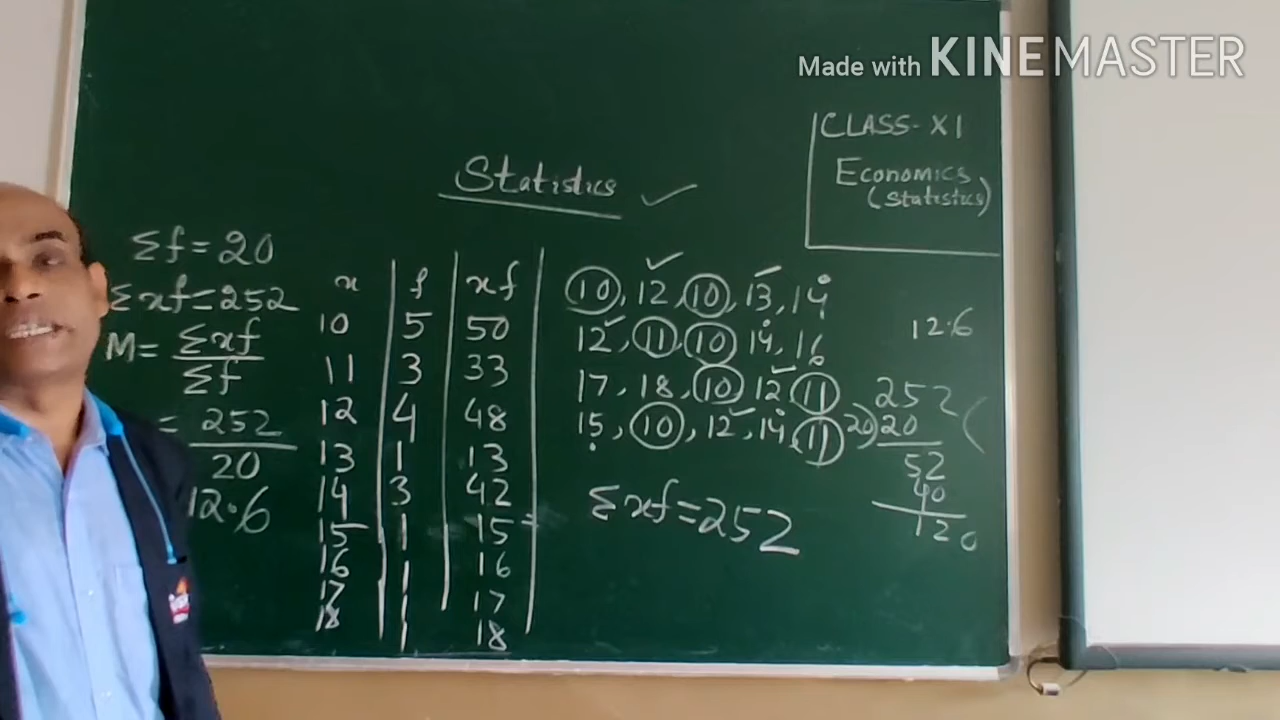 Made with KINEMASTER
CLASS- XI
Economics
(Statistics)
Statistics ✓
Σf = 20
Σxf = 252
M = Σxf / Σf
= 252 / 20
12.6
x | f | xf
10 | 5 | 50
11 | 3 | 33
12 | 4 | 48
13 | 1 | 13
14 | 3 | 42
15 | 1 | 15
16 | 1 | 16
17 | 1 | 17
18 | 1 | 18
10, 12, 10, 13, 14
12, 11, 10, 14, 16
17, 18, 10, 12, 11
15, 10, 12, 14, 11
Σxf = 252
12.6
20)252(
20
52
40
120